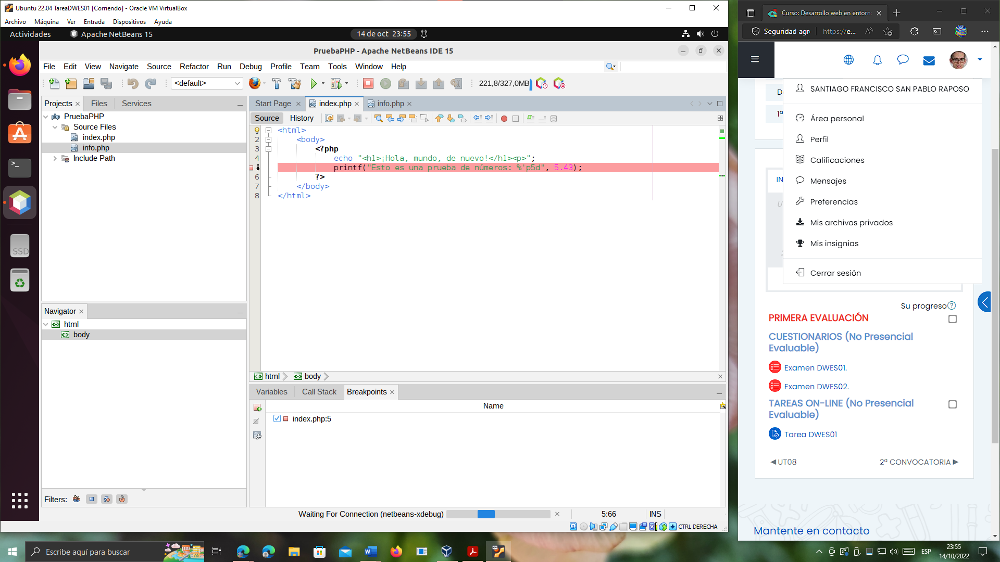 Ubuntu 22.04 TareaDWES01 [Corriendo] - Oracle VM VirtualBox
Archivo Máquina Ver Entrada Dispositivos Ayuda
Actividades Apache NetBeans 15 14 de oct 23:55
PruebaPHP - Apache NetBeans IDE 15
File Edit View Navigate Source Refactor Run Debug Profile Team Tools Window Help
<default> 221,8/327,0MB
Projects Files Services
PruebaPHP
Source Files
index.php
info.php
Include Path
Start Page index.php info.php
Source History
<html>
2 <body>
3 <?php
4 echo "<h1>¡Hola, mundo, de nuevo!</h1><p>";
printf("Esto es una prueba de números: %'p5d", 5.43);
6 ?>
7 </body>
8 </html>
Navigator
html
body
Filters:
html body
Variables Call Stack Breakpoints
Name
index.php:5
Waiting For Connection (netbeans-xdebug) 5:66 INS
CTRL DERECHA
SSD
Curso: Desarrollo web en entorn
Seguridad agr https://e...
SANTIAGO FRANCISCO SAN PABLO RAPOSO
Área personal
Perfil
Calificaciones
Mensajes
Preferencias
Mis archivos privados
Mis insignias
Cerrar sesión
D
1ª
IN
U
2
Su progreso
PRIMERA EVALUACIÓN
CUESTIONARIOS (No Presencial
Evaluable)
Examen DWES01.
Examen DWES02.
TAREAS ON-LINE (No Presencial
Evaluable)
Tarea DWES01
◀ UT08 2ª CONVOCATORIA ▶
Mantente en contacto
Escribe aquí para buscar
ESP
23:55
14/10/2022